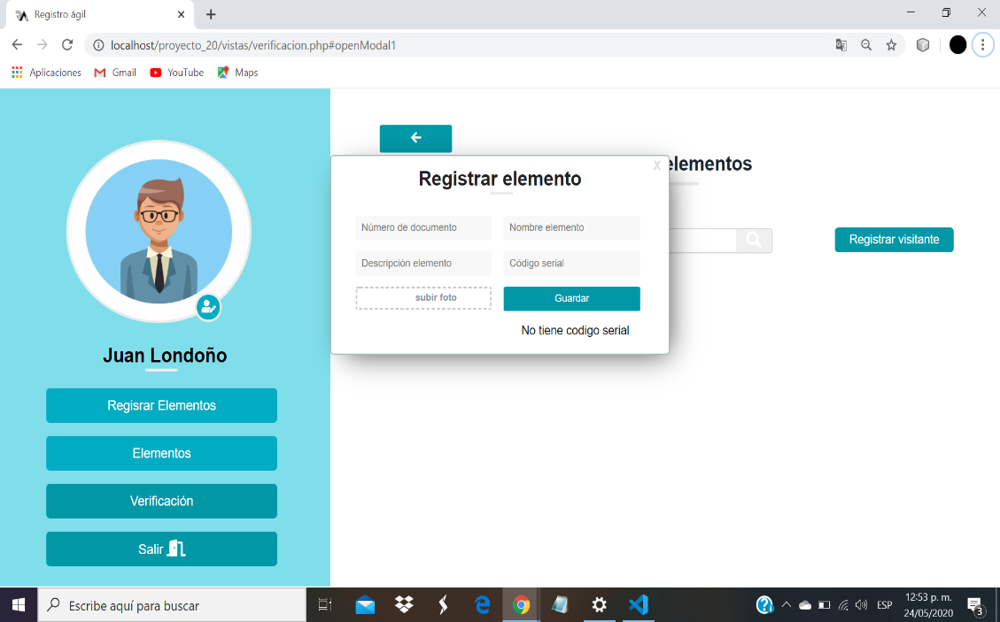 Registro ágil
localhost/proyecto_20/vistas/verificacion.php#openModal1
Aplicaciones Gmail YouTube Maps
elementos
x
Registrar elemento
Número de documento Nombre elemento
Registrar visitante
Descripción elemento Código serial
subir foto Guardar
No tiene codigo serial
Juan Londoño
Regisrar Elementos
Elementos
Verificación
Salir
Escribe aquí para buscar
ESP
12:53 p. m.
24/05/2020
3